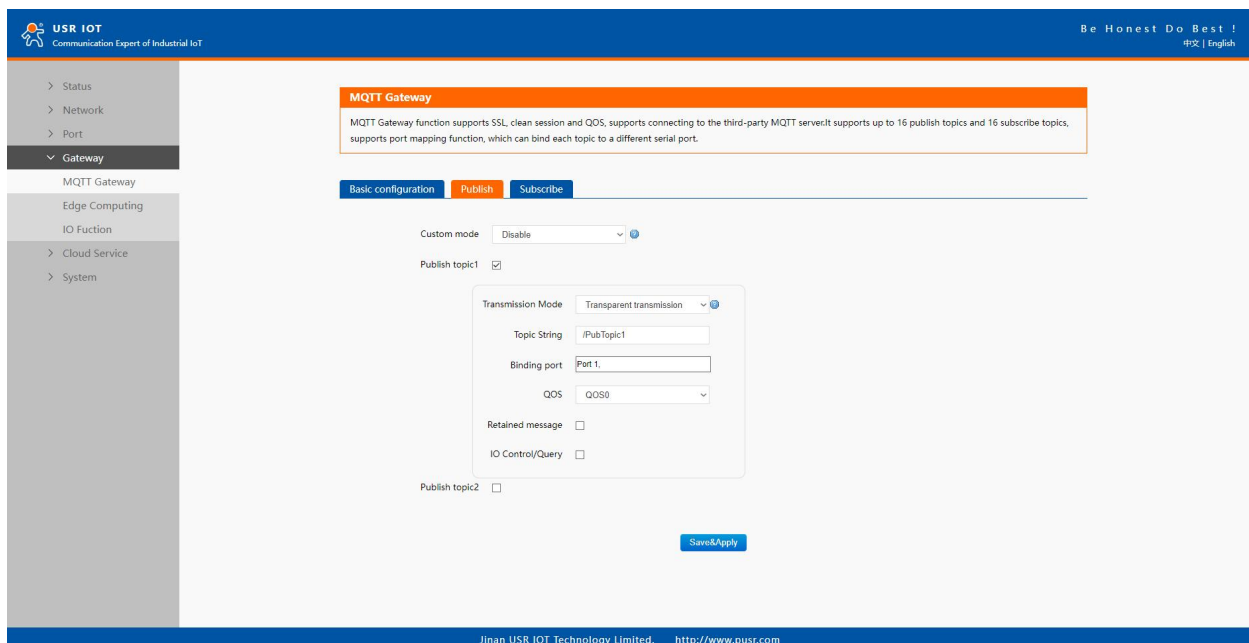 USR IOT
Communication Expert of Industrial IoT
Be Honest Do Best !
中文 | English
Status
Network
Port
Gateway
MQTT Gateway
Edge Computing
IO Fuction
Cloud Service
System
MQTT Gateway
MQTT Gateway function supports SSL, clean session and QOS, supports connecting to the third-party MQTT server.It supports up to 16 publish topics and 16 subscribe topics,
supports port mapping function, which can bind each topic to a different serial port.
Basic configuration Publish Subscribe
Custom mode Disable
Publish topic1
Transmission Mode Transparent transmission
Topic String /PubTopic1
Binding port Port 1,
QOS QOS0
Retained message
IO Control/Query
Publish topic2
Save&Apply
Jinan USR IOT Technology Limited. http://www.pusr.com